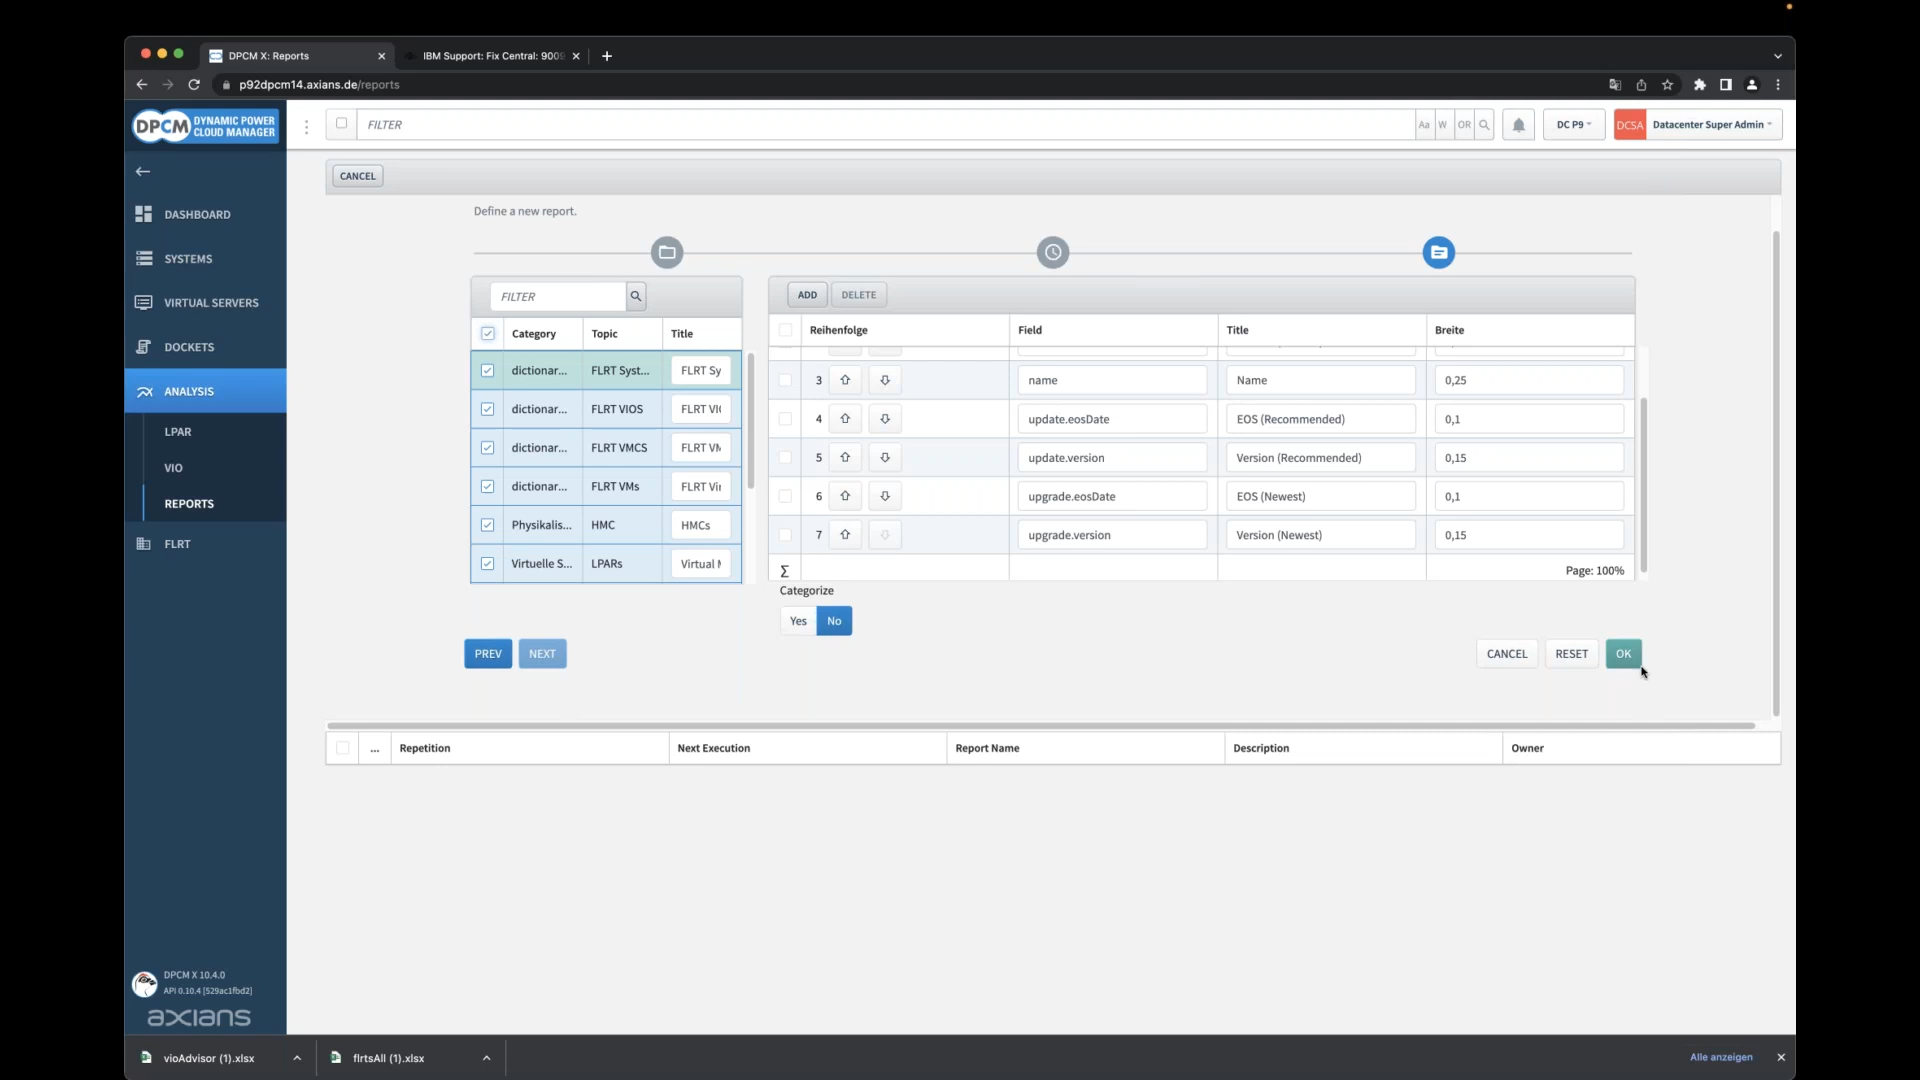 DPCM X: Reports
IBM Support: Fix Central: 9009
p92dpcm14.axians.de/reports
DPCM DYNAMIC POWER
CLOUD MANAGER
FILTER
Aa W OR
DC P9
DCSA Datacenter Super Admin
CANCEL
DASHBOARD
SYSTEMS
VIRTUAL SERVERS
DOCKETS
ANALYSIS
LPAR
VIO
REPORTS
FLRT
Define a new report.
FILTER
Category Topic Title
dictionar... FLRT Syst... FLRT Sy
dictionar... FLRT VIOS FLRT VI
dictionar... FLRT VMCS FLRT VM
dictionar... FLRT VMs FLRT Vir
Physikalis... HMC HMCs
Virtuelle S... LPARs Virtual M
ADD DELETE
Reihenfolge Field Title Breite
3 name Name 0,25
4 update.eosDate EOS (Recommended) 0,1
5 update.version Version (Recommended) 0,15
6 upgrade.eosDate EOS (Newest) 0,1
7 upgrade.version Version (Newest) 0,15
Σ Page: 100%
Categorize
Yes No
PREV NEXT
CANCEL RESET OK
... Repetition Next Execution Report Name Description Owner
DPCM X 10.4.0
API 0.10.4 [529ac1fbd2]
axians
vioAdvisor (1).xlsx
flrtsAll (1).xlsx
Alle anzeigen